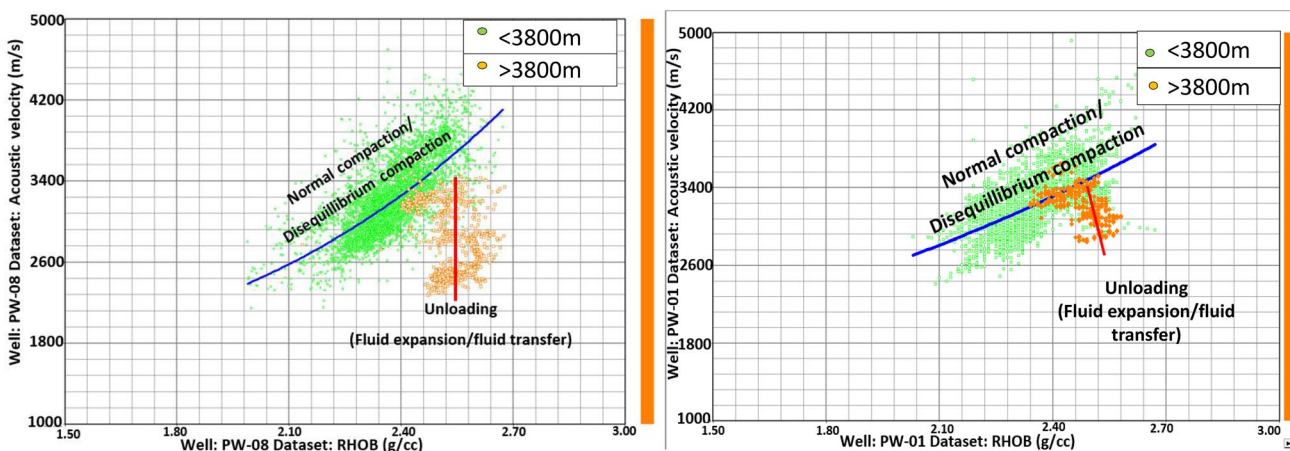 5000
4200
3400
2600
1800
1000
Well: PW-08 Dataset: Acoustic velocity (m/s)
<3800m
>3800m
Normal compaction/
Disequillibrium compaction
Unloading
(Fluid expansion/fluid transfer)
1.50
1.80
2.10
2.40
2.70
3.00
Well: PW-08 Dataset: RHOB (g/cc)
5000
4200
3400
2600
1800
1000
Well: PW-01 Dataset: Acoustic velocity (m/s)
<3800m
>3800m
Normal compaction/
Disequillibrium compaction
Unloading
(Fluid expansion/fluid
transfer)
1.50
1.80
2.10
2.40
2.70
3.00
Well: PW-01 Dataset: RHOB (g/cc)